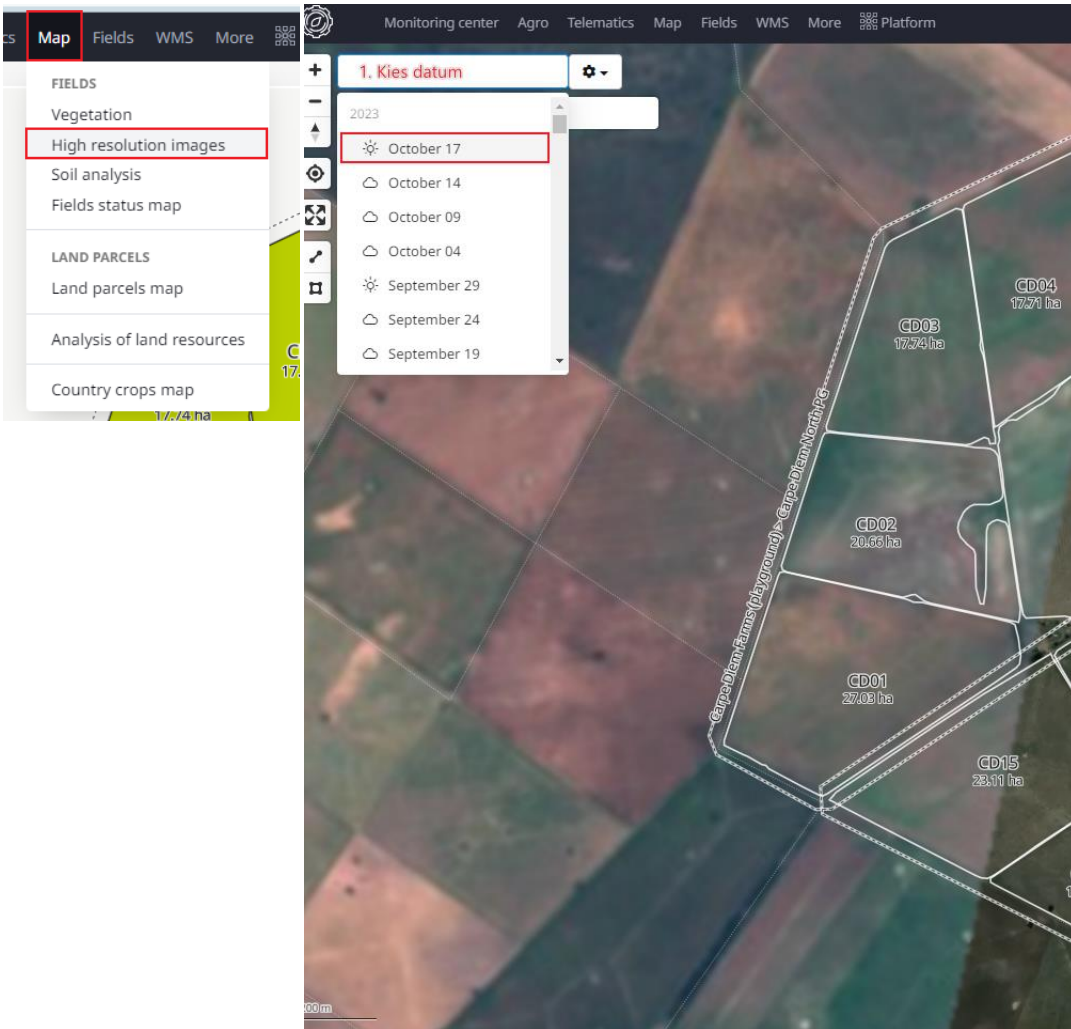 cs Map Fields WMS More
FIELDS
Vegetation
High resolution images
Soil analysis
Fields status map
LAND PARCELS
Land parcels map
Analysis of land resources
Country crops map
C
17.
17.74 ha
Monitoring center Agro Telematics Map Fields WMS More Platform
1. Kies datum
2023
October 17
October 14
October 09
October 04
September 29
September 24
September 19
CD04
17.71 ha
CD03
17.74 ha
Carpe Diem Farms (playground) > Carpe Diem North PG
CD02
20.66 ha
CD01
27.03 ha
CD15
23.11 ha
200 m